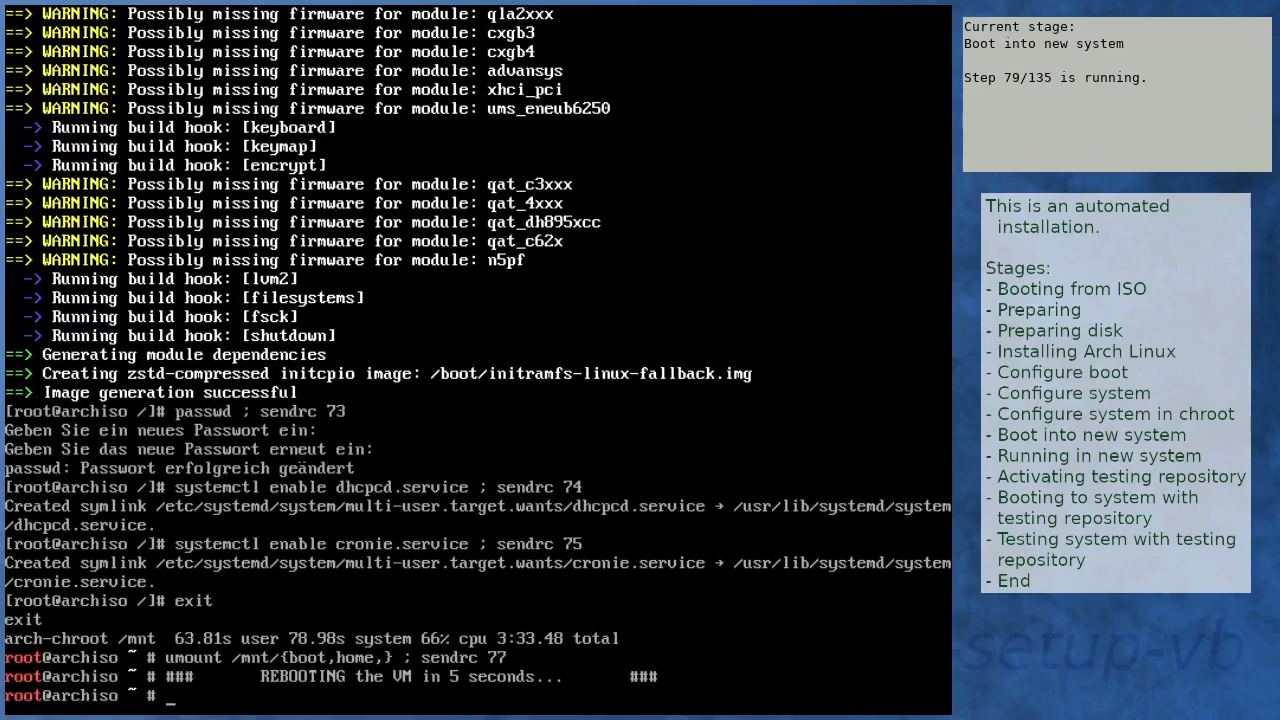 ==> WARNING: Possibly missing firmware for module: qla2xxx
==> WARNING: Possibly missing firmware for module: cxgb3
==> WARNING: Possibly missing firmware for module: cxgb4
==> WARNING: Possibly missing firmware for module: advansys
==> WARNING: Possibly missing firmware for module: xhci_pci
==> WARNING: Possibly missing firmware for module: ums_eneub6250
  -> Running build hook: [keyboard]
  -> Running build hook: [keymap]
  -> Running build hook: [encrypt]
==> WARNING: Possibly missing firmware for module: qat_c3xxx
==> WARNING: Possibly missing firmware for module: qat_4xxx
==> WARNING: Possibly missing firmware for module: qat_dh895xcc
==> WARNING: Possibly missing firmware for module: qat_c62x
==> WARNING: Possibly missing firmware for module: n5pf
  -> Running build hook: [lvm2]
  -> Running build hook: [filesystems]
  -> Running build hook: [fsck]
  -> Running build hook: [shutdown]
==> Generating module dependencies
==> Creating zstd-compressed initcpio image: /boot/initramfs-linux-fallback.img
==> Image generation successful
[root@archiso /]# passwd ; sendrc 73
Geben Sie ein neues Passwort ein:
Geben Sie das neue Passwort erneut ein:
passwd: Passwort erfolgreich geändert
[root@archiso /]# systemctl enable dhcpcd.service ; sendrc 74
Created symlink /etc/systemd/system/multi-user.target.wants/dhcpcd.service → /usr/lib/systemd/system
/dhcpcd.service.
[root@archiso /]# systemctl enable cronie.service ; sendrc 75
Created symlink /etc/systemd/system/multi-user.target.wants/cronie.service → /usr/lib/systemd/system
/cronie.service.
[root@archiso /]# exit
exit
arch-chroot /mnt  63.81s user 78.98s system 66% cpu 3:33.48 total
root@archiso ~ # umount /mnt/{boot,home,} ; sendrc 77
root@archiso ~ # ###       REBOOTING the VM in 5 seconds...       ###
root@archiso ~ # _
Current stage:
Boot into new system
Step 79/135 is running.
This is an automated
installation.
Stages:
- Booting from ISO
- Preparing
- Preparing disk
- Installing Arch Linux
- Configure boot
- Configure system
- Configure system in chroot
- Boot into new system
- Running in new system
- Activating testing repository
- Booting to system with
testing repository
- Testing system with testing
repository
- End
-setup-vb